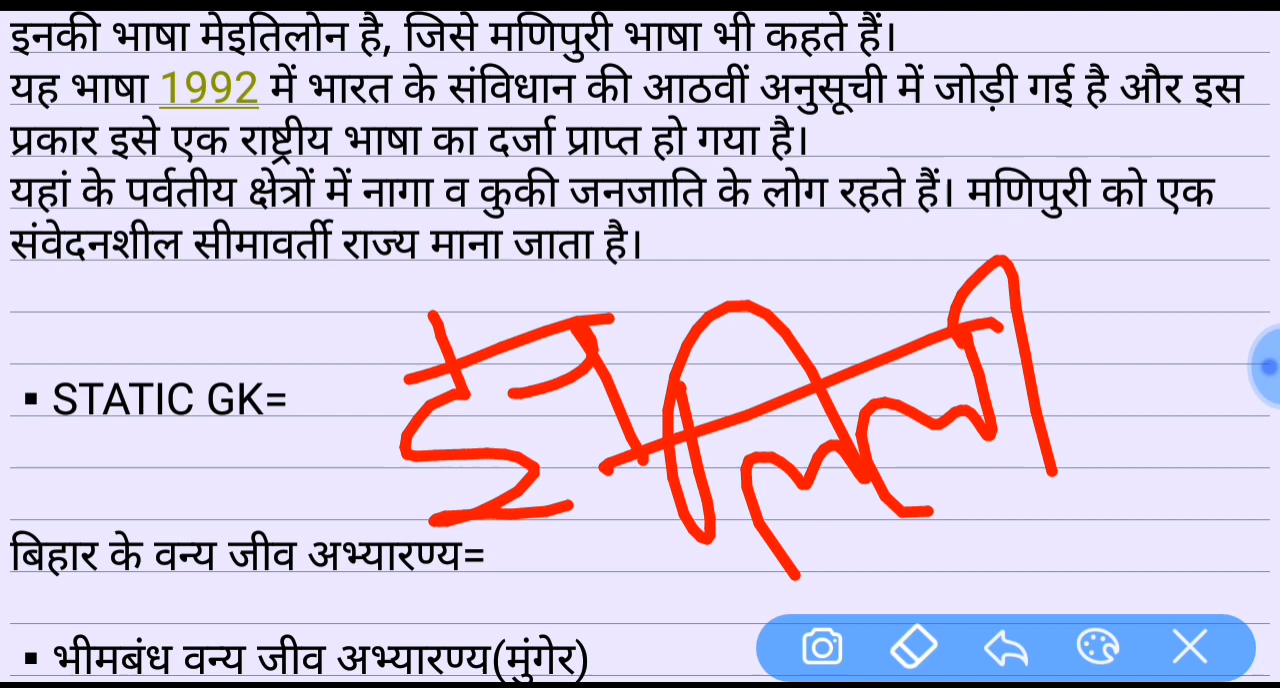 इनकी भाषा मेइतिलोन है, जिसे मणिपुरी भाषा भी कहते हैं।
यह भाषा 1992 में भारत के संविधान की आठवीं अनुसूची में जोड़ी गई है और इस
प्रकार इसे एक राष्ट्रीय भाषा का दर्जा प्राप्त हो गया है।
यहां के पर्वतीय क्षेत्रों में नागा व कुकी जनजाति के लोग रहते हैं। मणिपुरी को एक
संवेदनशील सीमावर्ती राज्य माना जाता है।
▪ STATIC GK=
बिहार के वन्य जीव अभ्यारण्य=
▪ भीमबंध वन्य जीव अभ्यारण्य(मुंगेर)